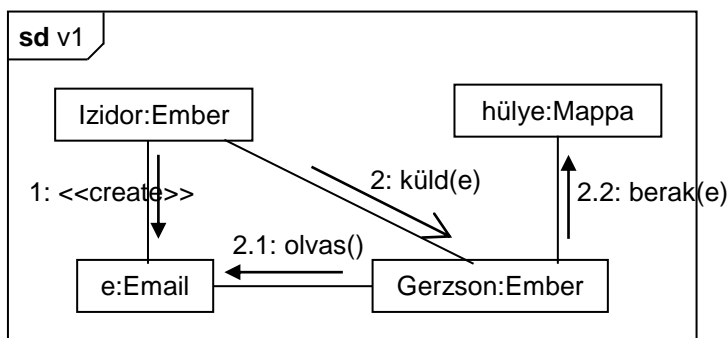 sd v1
Izidor:Ember
hülye:Mappa
1: <<create>>
2: küld(e)
2.2: berak(e)
2.1: olvas()
e:Email
Gerzson:Ember